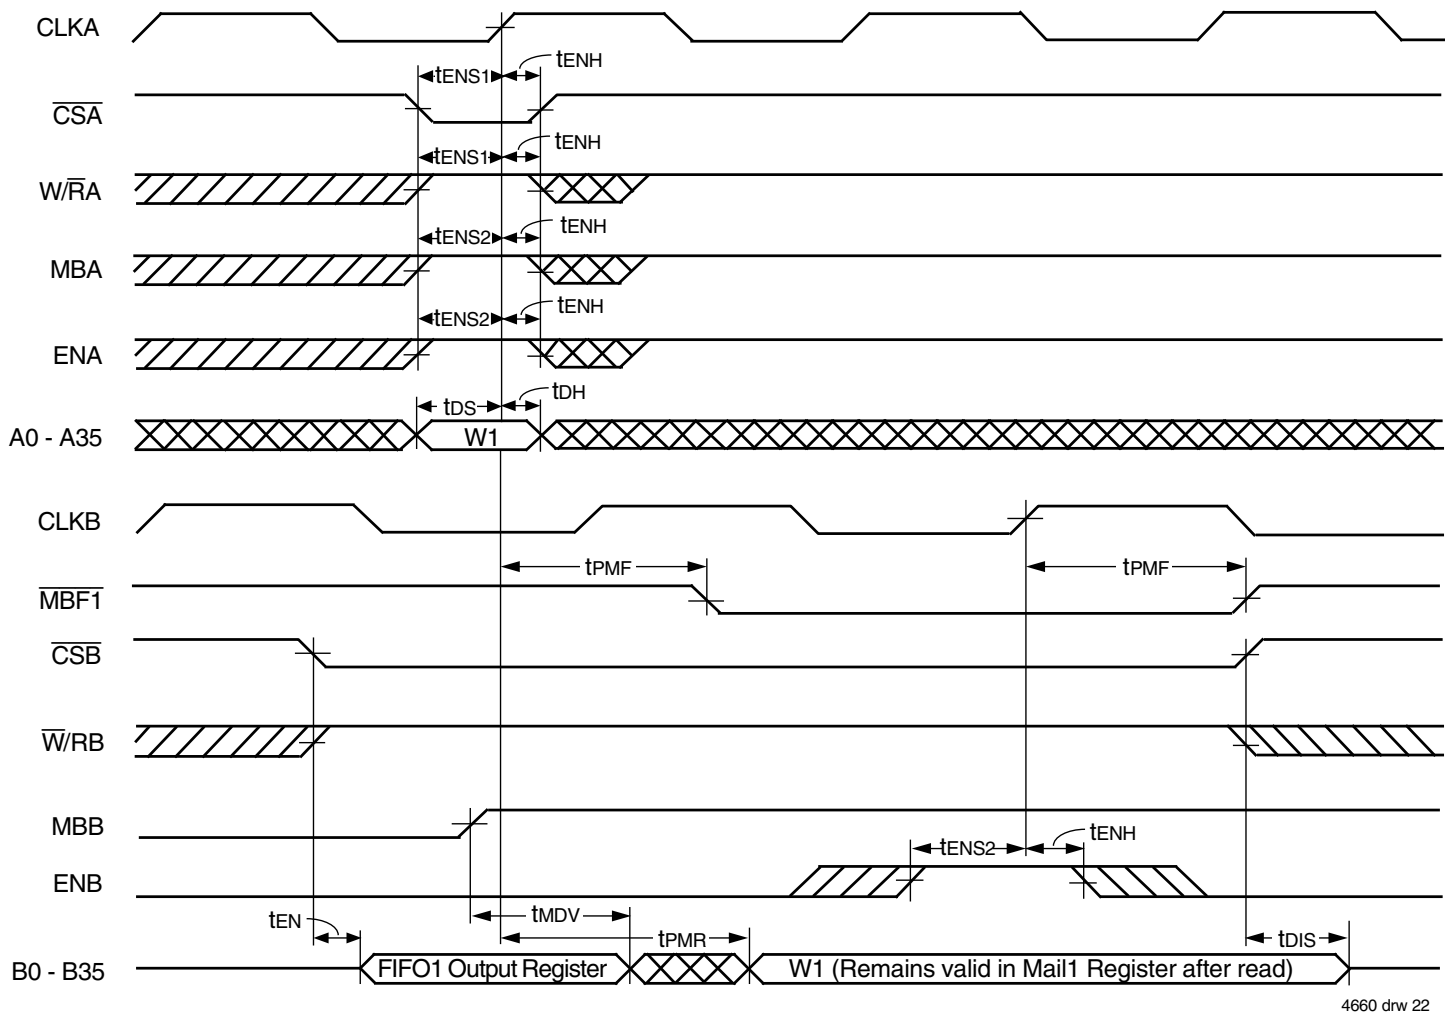 CLKA
tENS1 tENH
CSA
tENS1 tENH
W/RA
tENS2 tENH
MBA
tENS2 tENH
ENA
tDS tDH
A0 - A35 W1
CLKB
tPMF tPMF
MBF1
CSB
W/RB
MBB
tENS2 tENH
ENB
tEN tMDV
tPMR tDIS
B0 - B35 FIFO1 Output Register W1 (Remains valid in Mail1 Register after read)
4660 drw 22